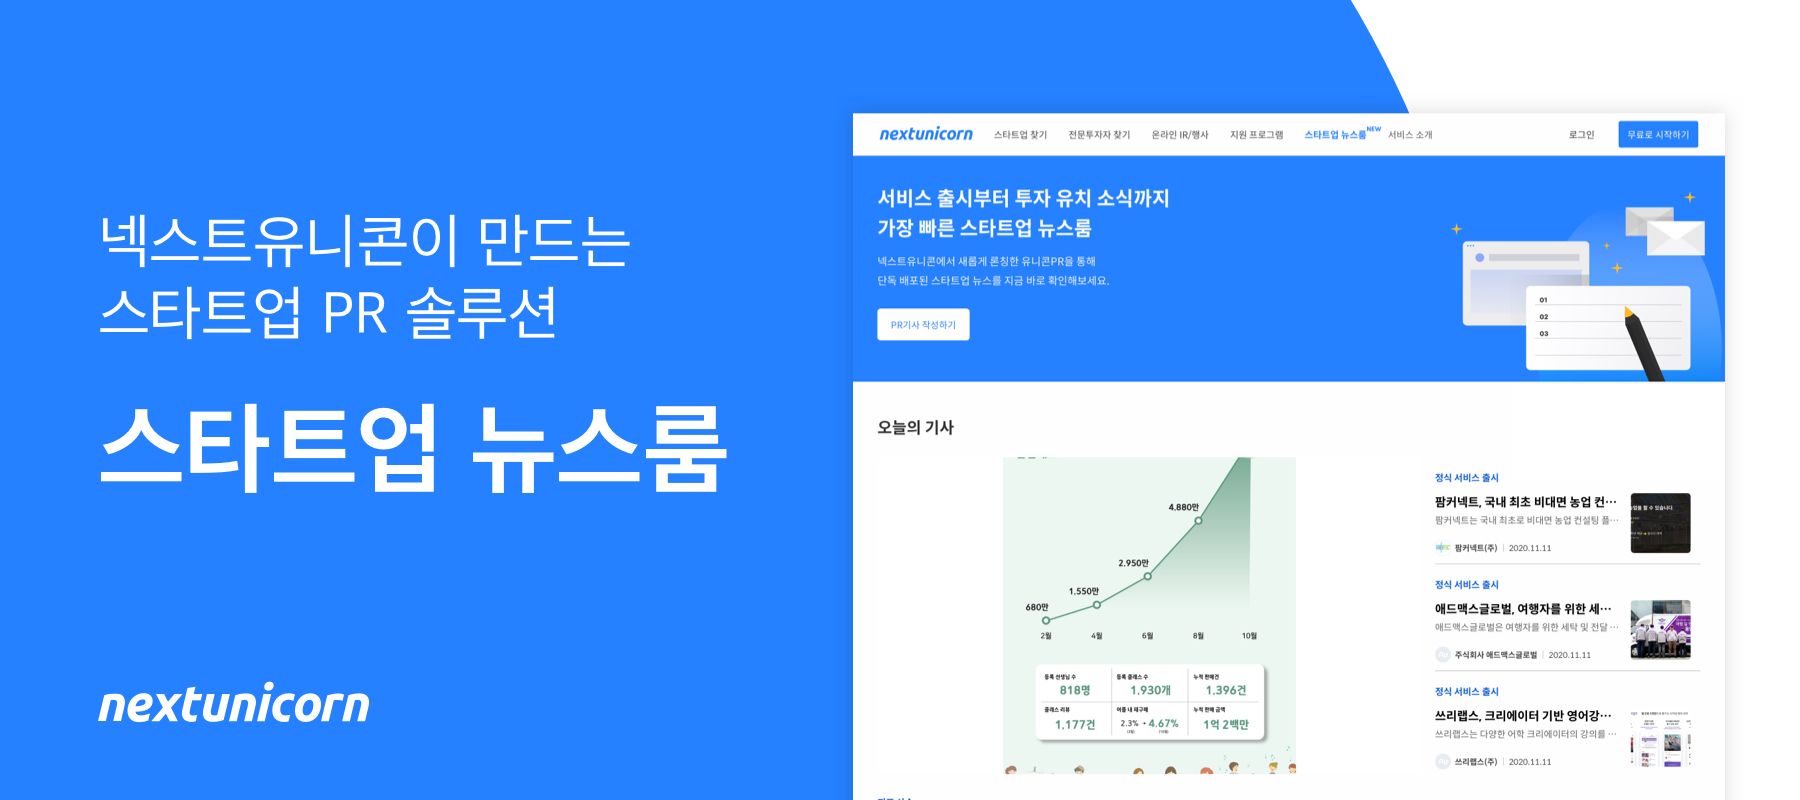 넥스트유니콘이 만드는
스타트업 PR 솔루션
스타트업 뉴스룸
nextunicorn
nextunicorn 스타트업 찾기 전문투자자 찾기 온라인 IR/행사 지원 프로그램 스타트업 뉴스룸 NEW 서비스 소개 로그인 무료로 시작하기
서비스 출시부터 투자 유치 소식까지
가장 빠른 스타트업 뉴스룸
넥스트유니콘에서 새롭게 론칭한 유니콘PR을 통해
단독 배포된 스타트업 뉴스를 지금 바로 확인해보세요.
PR기사 작성하기
01
02
03
오늘의 기사
4.880만
2.950만
1.550만
680만
2월 4월 6월 8월 10월
등록 선생님 수 등록 클래스 수 누적 판매건
818명 1.930개 1.396건
클래스 리뷰 이틀 내 재구매 누적 판매 금액
1.177건 2.3% 4.67% 1억 2백만
정식 서비스 출시
팜커넥트, 국내 최초 비대면 농업 컨…
팜커넥트는 국내 최초로 비대면 농업 컨설팅 플…
팜커넥트(주) | 2020.11.11
정식 서비스 출시
애드맥스글로벌, 여행자를 위한 세…
애드맥스글로벌은 여행자를 위한 세탁 및 전달 …
주식회사 애드맥스글로벌 | 2020.11.11
정식 서비스 출시
쓰리랩스, 크리에이터 기반 영어강…
쓰리랩스는 다양한 어학 크리에이터의 강의를 …
쓰리랩스(주) | 2020.11.11